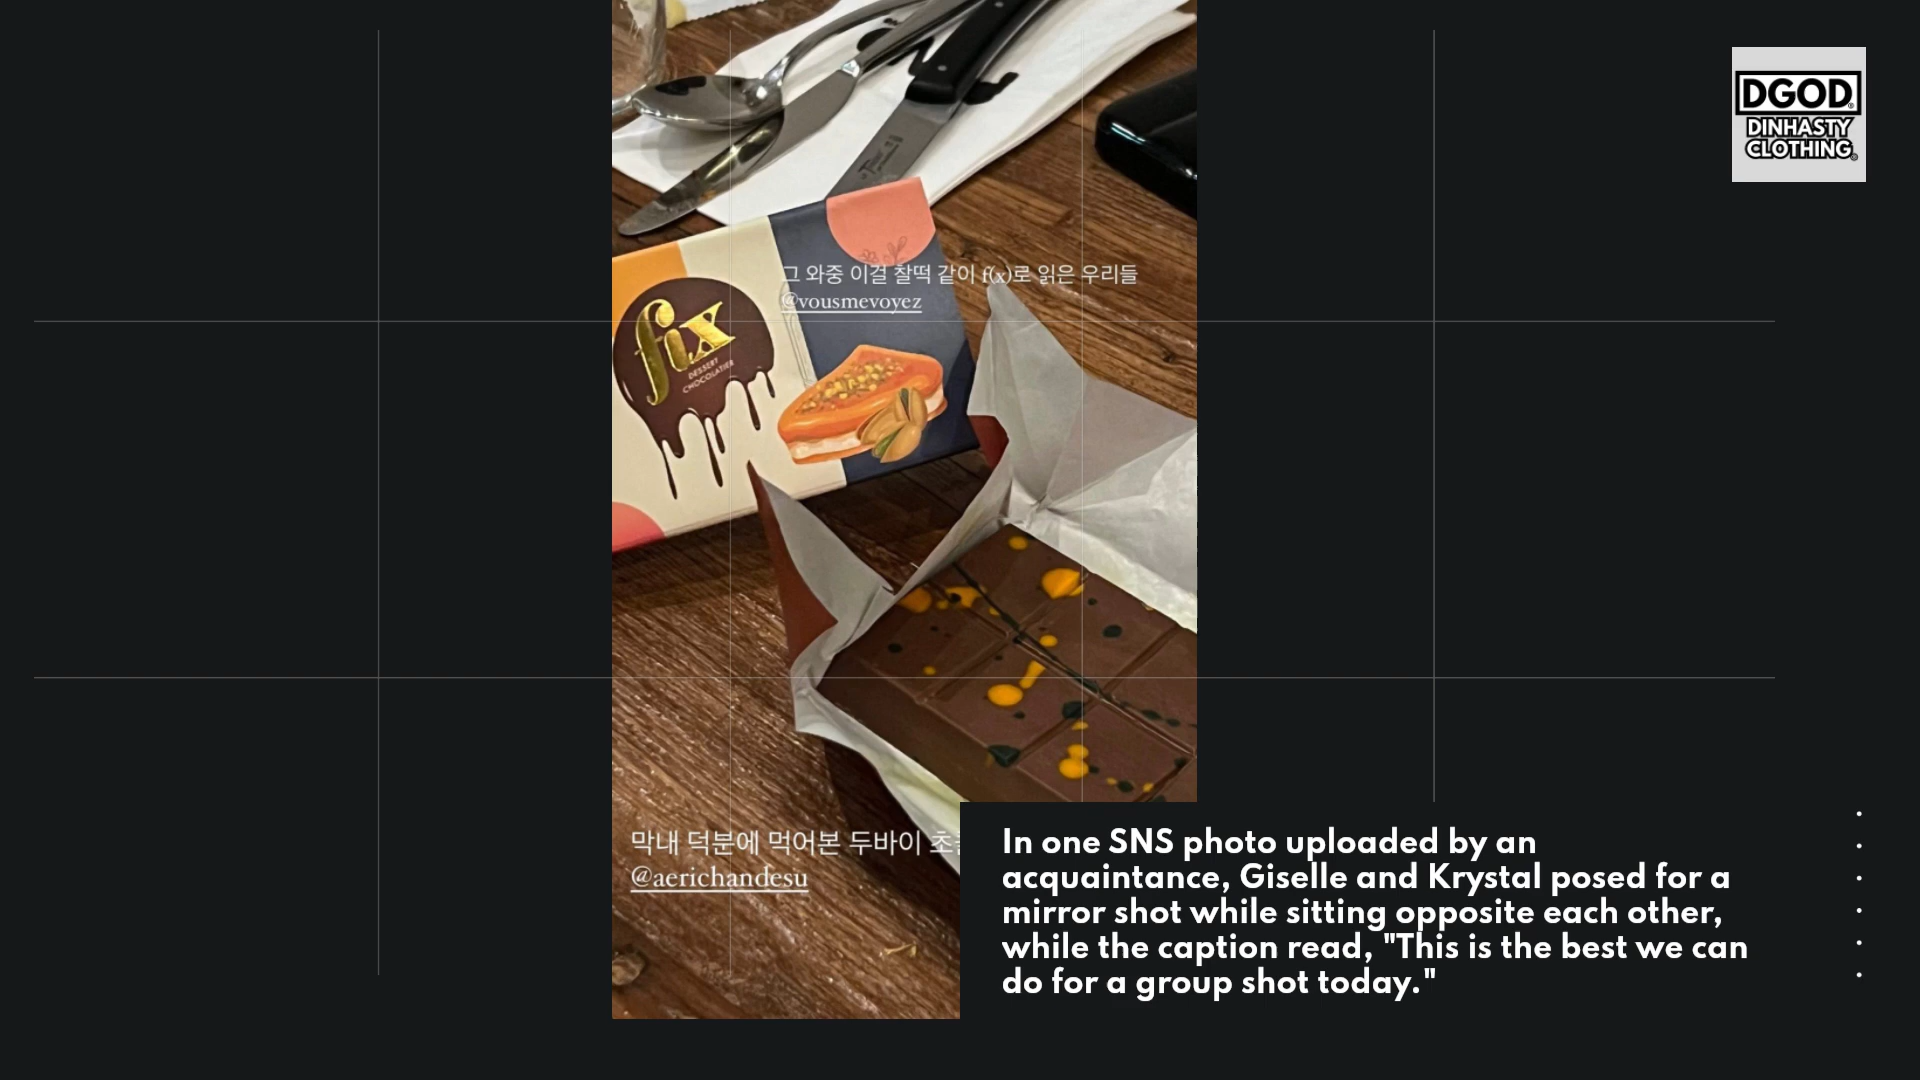 DGOD
DINHASTY
CLOTHING
그 와중 이걸 찰떡 같이 f(x)로 읽은 우리들
@vousmevoyez
fix
DESSERT
CHOCOLATIER
막내 덕분에 먹어본 두바이
@aerichandesu
In one SNS photo uploaded by an
acquaintance, Giselle and Krystal posed for a
mirror shot while sitting opposite each other,
while the caption read, "This is the best we can
do for a group shot today."